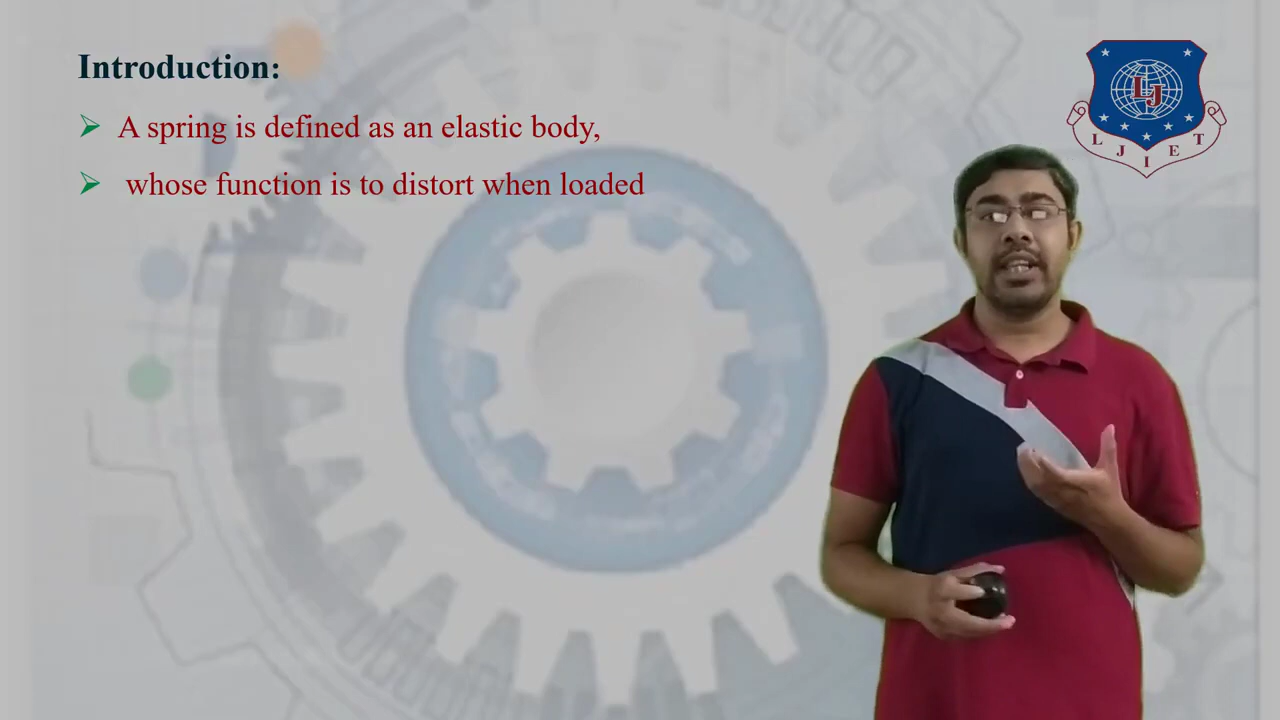 Introduction:
A spring is defined as an elastic body,
whose function is to distort when loaded
LJ
L J I E T